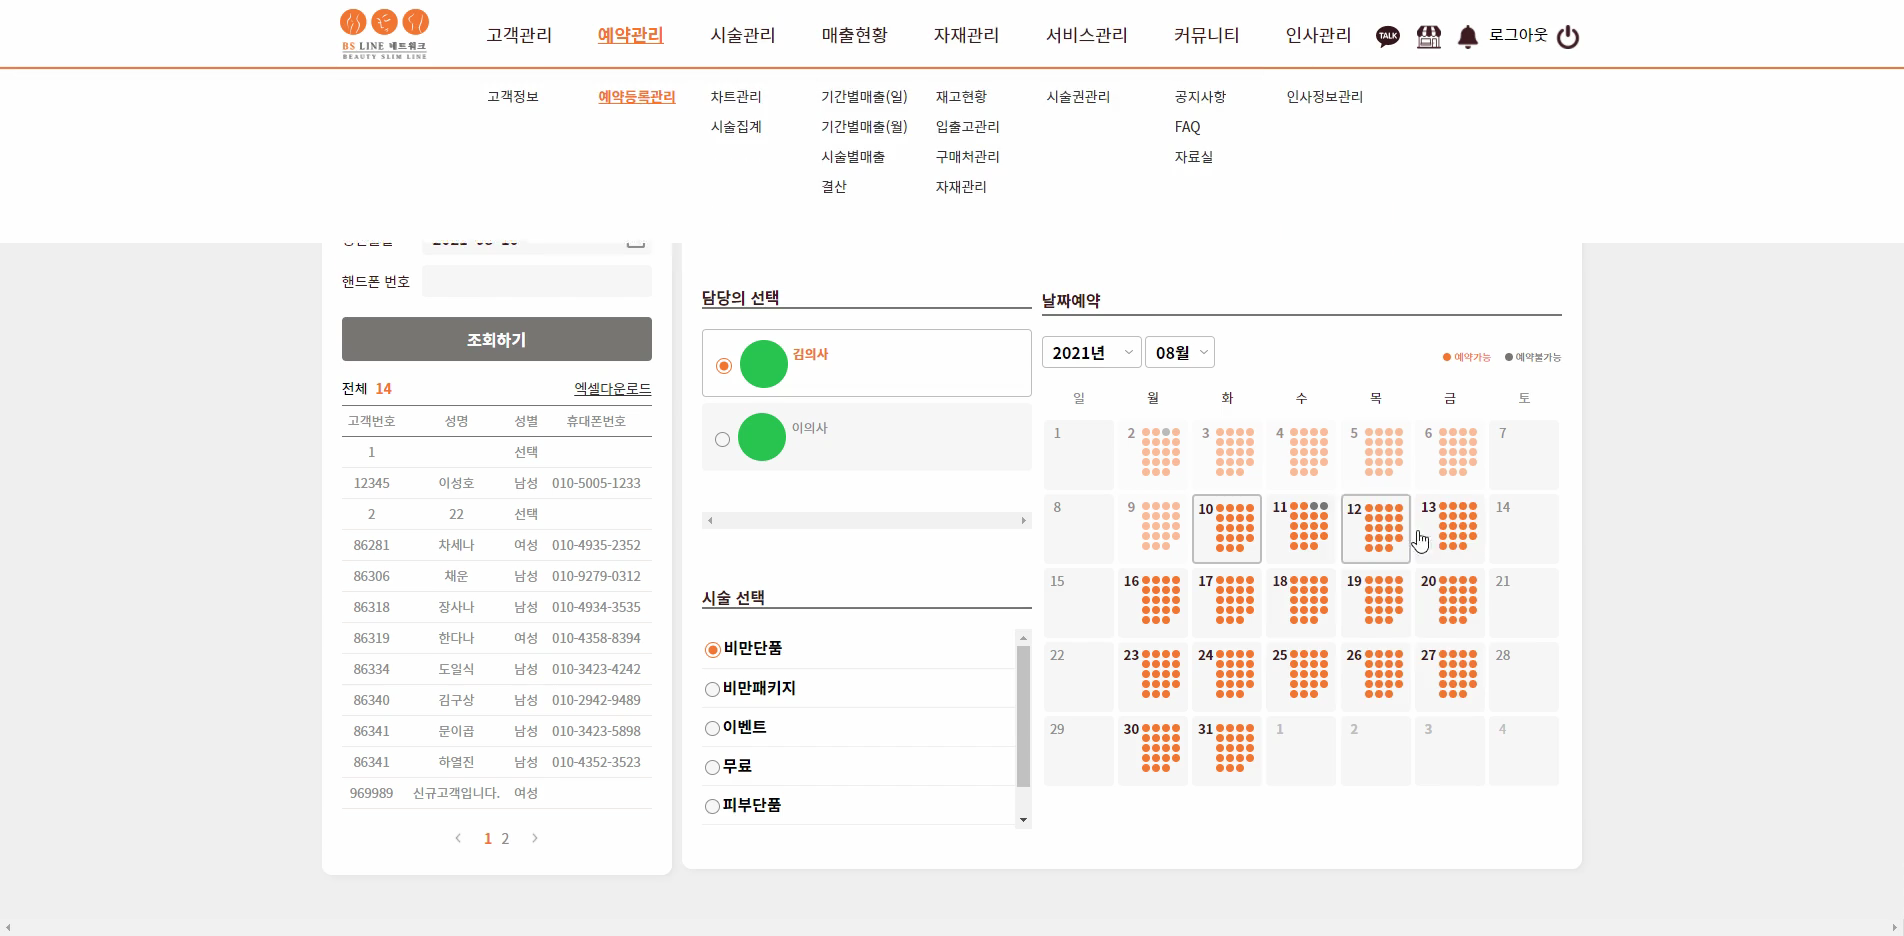 BS LINE 네트워크
BEAUTY SLIM LINE
고객관리 예약관리 시술관리 매출현황 자재관리 서비스관리 커뮤니티 인사관리 TALK 로그아웃
고객정보 예약등록관리 차트관리 기간별매출(일) 재고현황 시술권관리 공지사항 인사정보관리
시술집계 기간별매출(월) 입출고관리 FAQ
시술별매출 구매처관리 자료실
결산 자재관리
핸드폰 번호
조회하기
전체 14 엑셀다운로드
고객번호 성명 성별 휴대폰번호
1 선택
12345 이성호 남성 010-5005-1233
2 22 선택
86281 차세나 여성 010-4935-2352
86306 채운 남성 010-9279-0312
86318 장사나 남성 010-4934-3535
86319 한다나 여성 010-4358-8394
86334 도일식 남성 010-3423-4242
86340 김구상 남성 010-2942-9489
86341 문이곱 남성 010-3423-5898
86341 하열진 남성 010-4352-3523
969989 신규고객입니다. 여성
1 2
담당의 선택
김의사
이의사
시술 선택
비만단품
비만패키지
이벤트
무료
피부단품
날짜예약
2021년 08월
예약가능 예약불가능
일 월 화 수 목 금 토
1 2 3 4 5 6 7
8 9 10 11 12 13 14
15 16 17 18 19 20 21
22 23 24 25 26 27 28
29 30 31 1 2 3 4